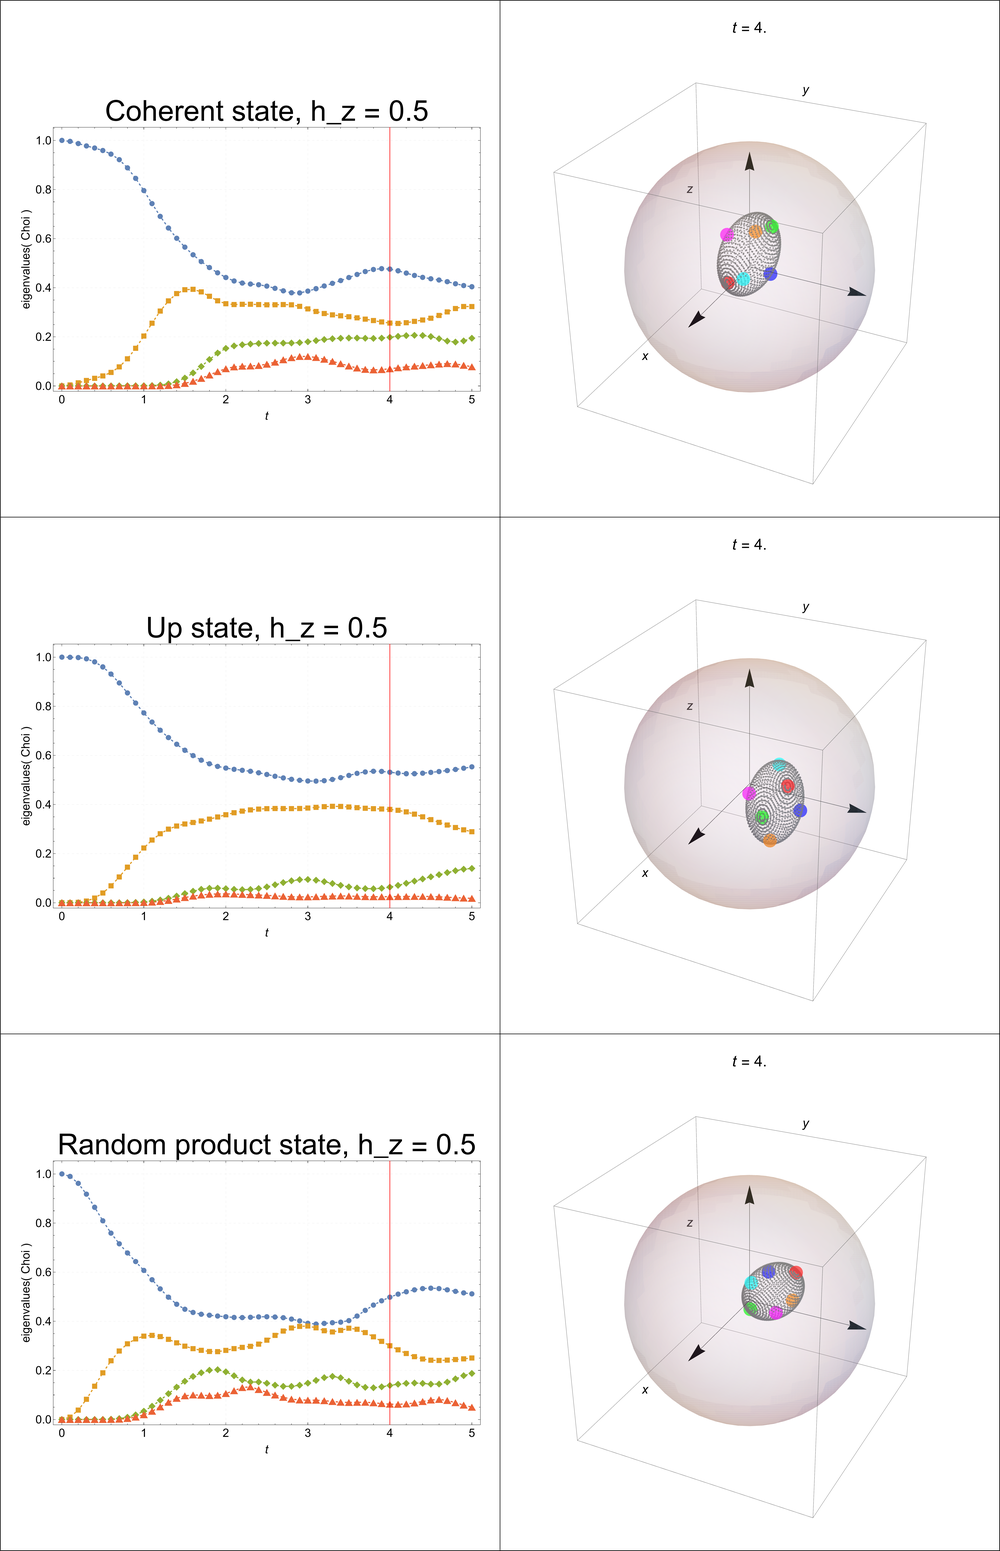 t = 4.
Coherent state, h_z = 0.5
eigenvalues( Choi )
1.0
0.8
0.6
0.4
0.2
0.0
0 1 2 3 4 5
t
y
z
x
t = 4.
Up state, h_z = 0.5
eigenvalues( Choi )
1.0
0.8
0.6
0.4
0.2
0.0
0 1 2 3 4 5
t
y
z
x
t = 4.
Random product state, h_z = 0.5
eigenvalues( Choi )
1.0
0.8
0.6
0.4
0.2
0.0
0 1 2 3 4 5
t
y
z
x